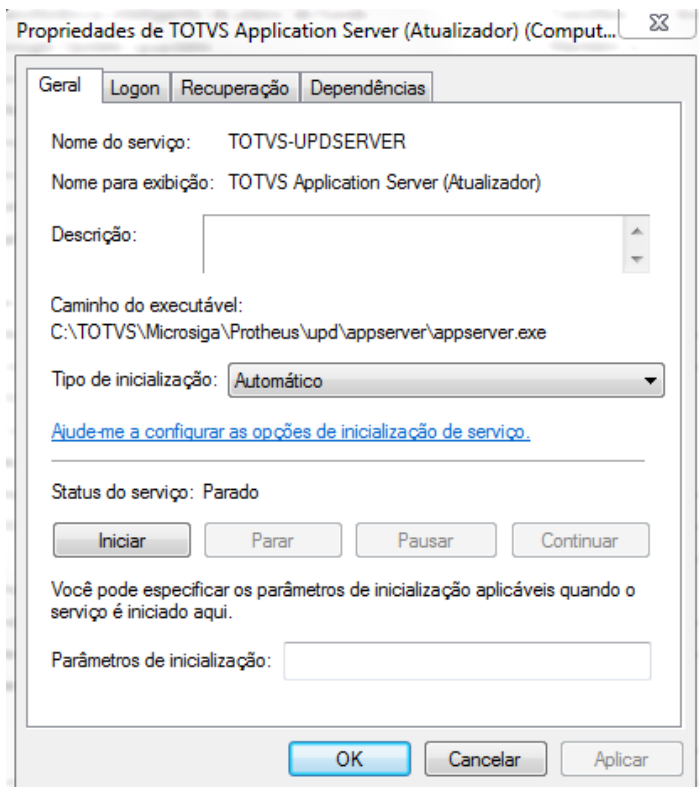 Propriedades de TOTVS Application Server (Atualizador) (Comput...
Geral
Logon
Recuperação
Dependências
Nome do serviço: TOTVS-UPDSERVER
Nome para exibição: TOTVS Application Server (Atualizador)
Descrição:
Caminho do executável:
C:\TOTVS\Microsiga\Protheus\upd\appserver\appserver.exe
Tipo de inicialização: Automático
Ajude-me a configurar as opções de inicialização de serviço.
Status do serviço: Parado
Iniciar
Parar
Pausar
Continuar
Você pode especificar os parâmetros de inicialização aplicáveis quando o
serviço é iniciado aqui.
Parâmetros de inicialização:
OK
Cancelar
Aplicar